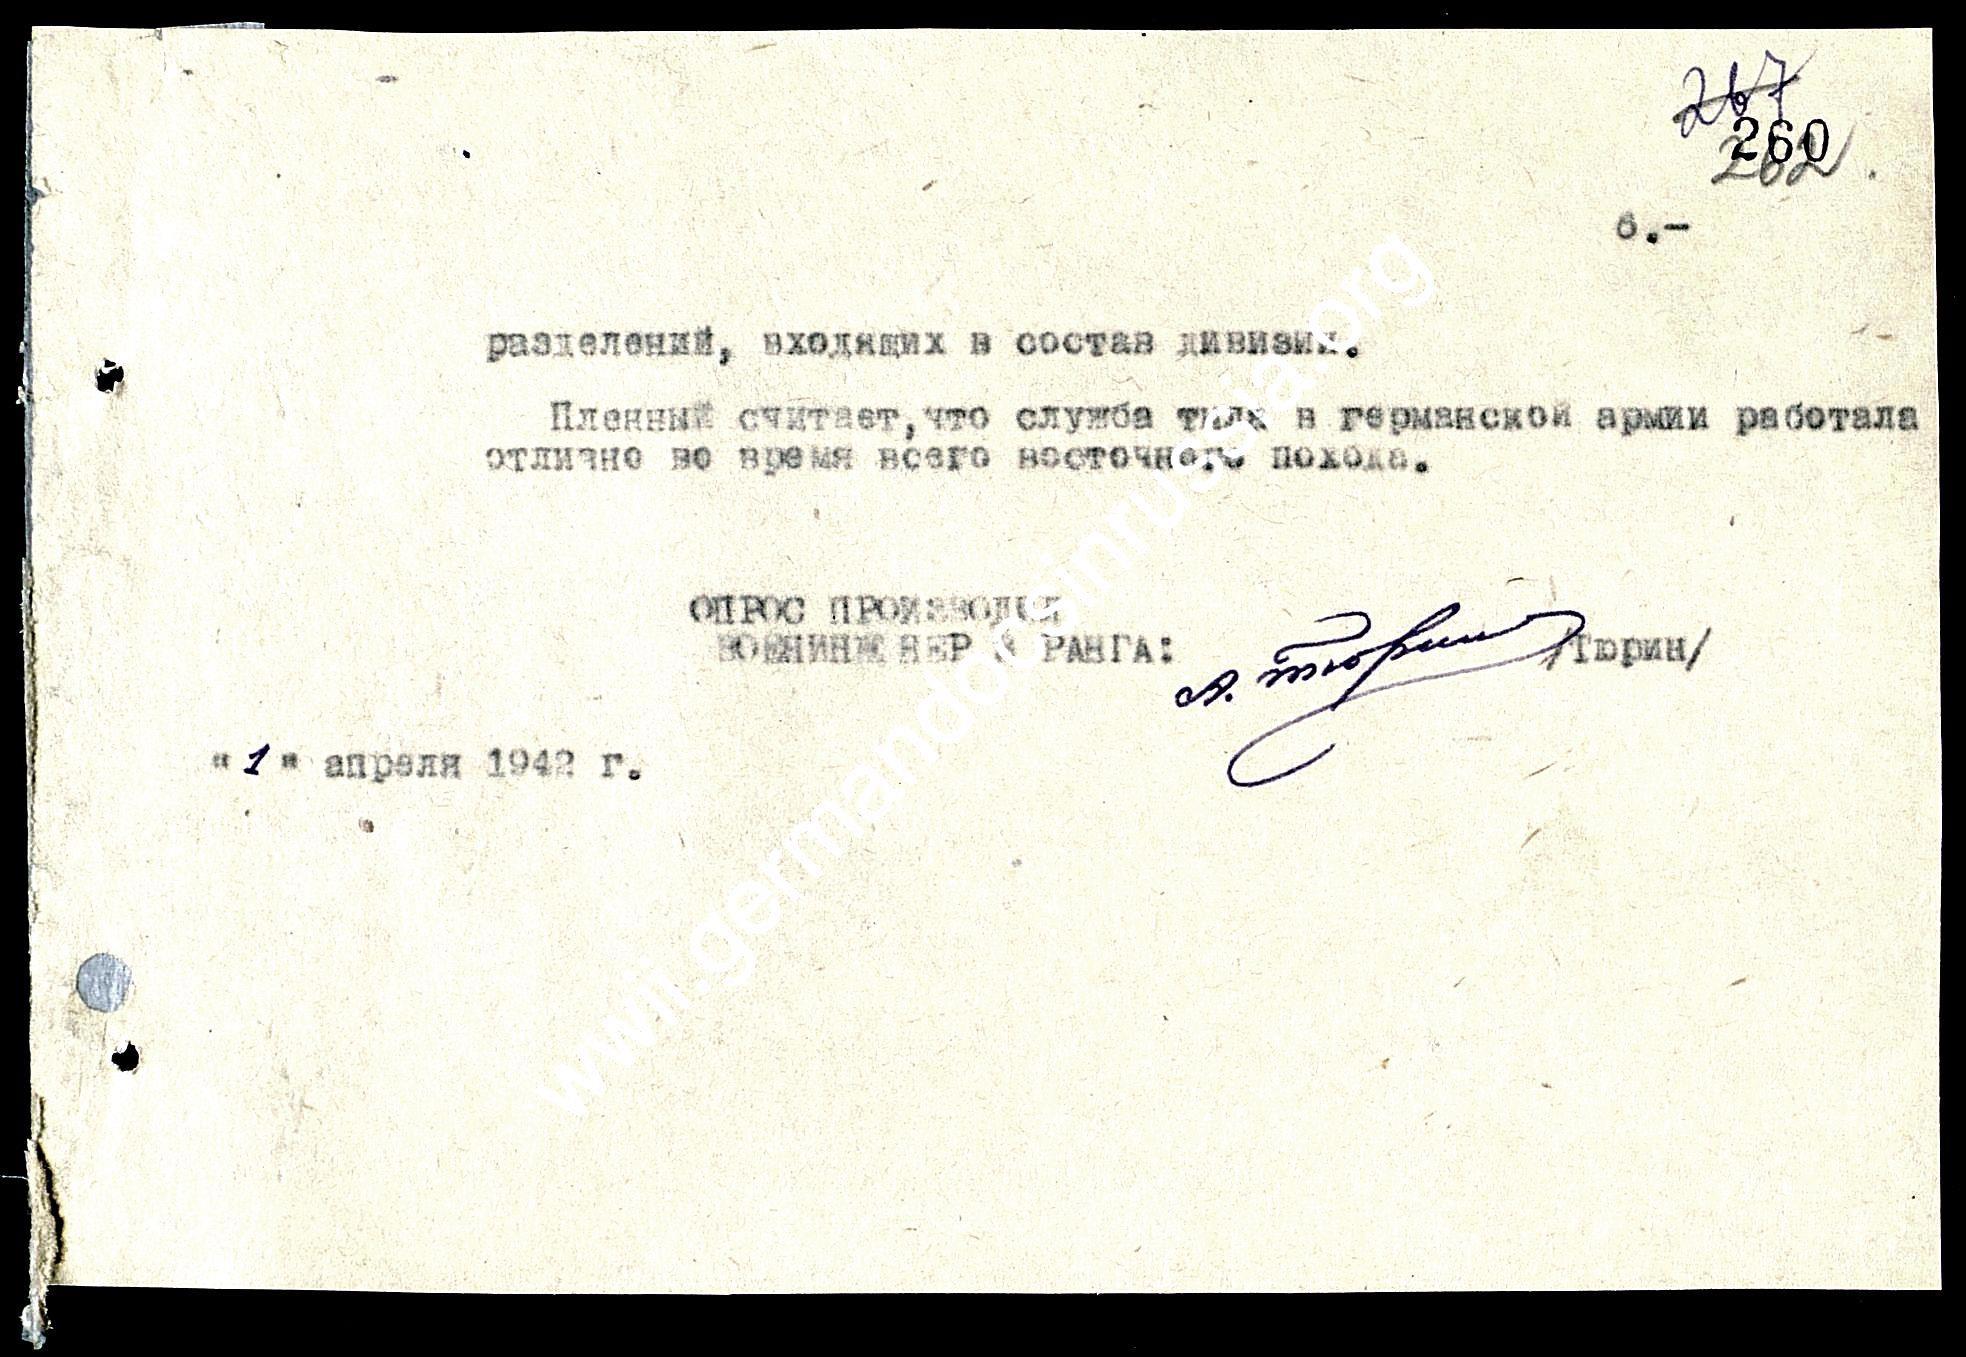 267
260
262.
6.-
разделений, входящих в состав дивизии.
Пленный считает,что служба тыла в германской армии работала
отлично во время всего восточного похода.
ОПРОС ПРОИЗВОДИЛ
ВОЕНИНЖЕНЕР РАНГА:
А. Тюрин /Тюрин/
"1" апреля 1942 г.
www.germandocsinrussia.org